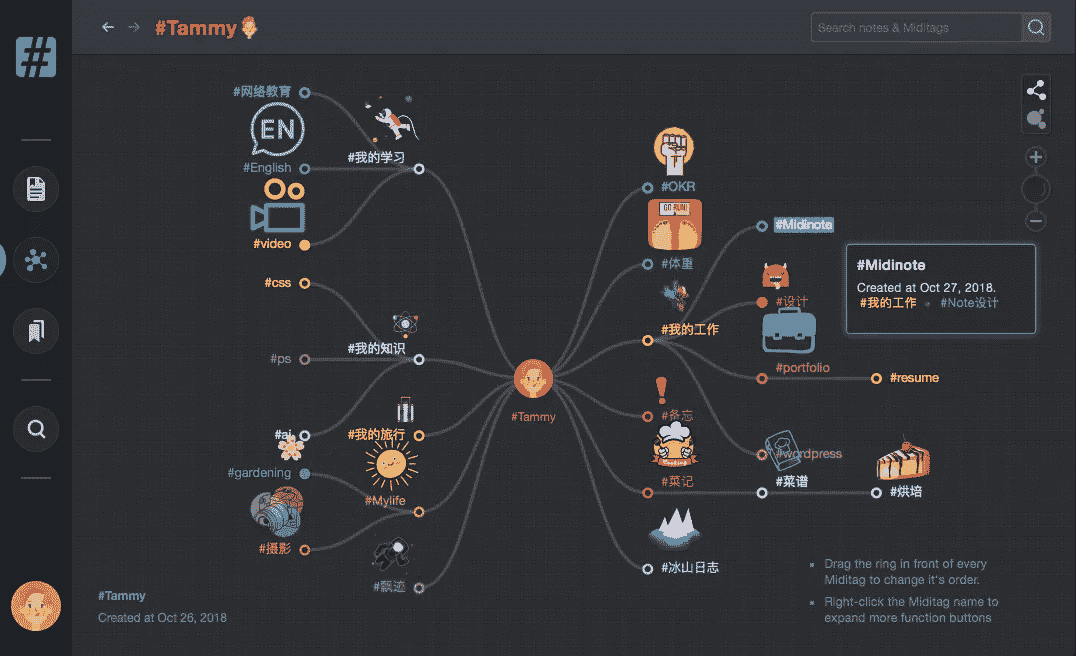 #
#Tammy
Search notes & Miditags
#网络教育
EN
#English
#我的学习
#video
#css
#我的知识
#ps
#ai
#我的旅行
#gardening
#Mylife
#摄影
#飘迹
#Tammy
#OKR
GO RUN!
#体重
#Midinote
#设计
#我的工作
#portfolio
#resume
#备忘
Cooking
#wordpress
#菜记
#菜谱
#烘培
#冰山日志
#Midinote
Created at Oct 27, 2018.
#我的工作 #Note设计
#Tammy
Created at Oct 26, 2018
Drag the ring in front of every
Miditag to change it's order.
Right-click the Miditag name to
expand more function buttons